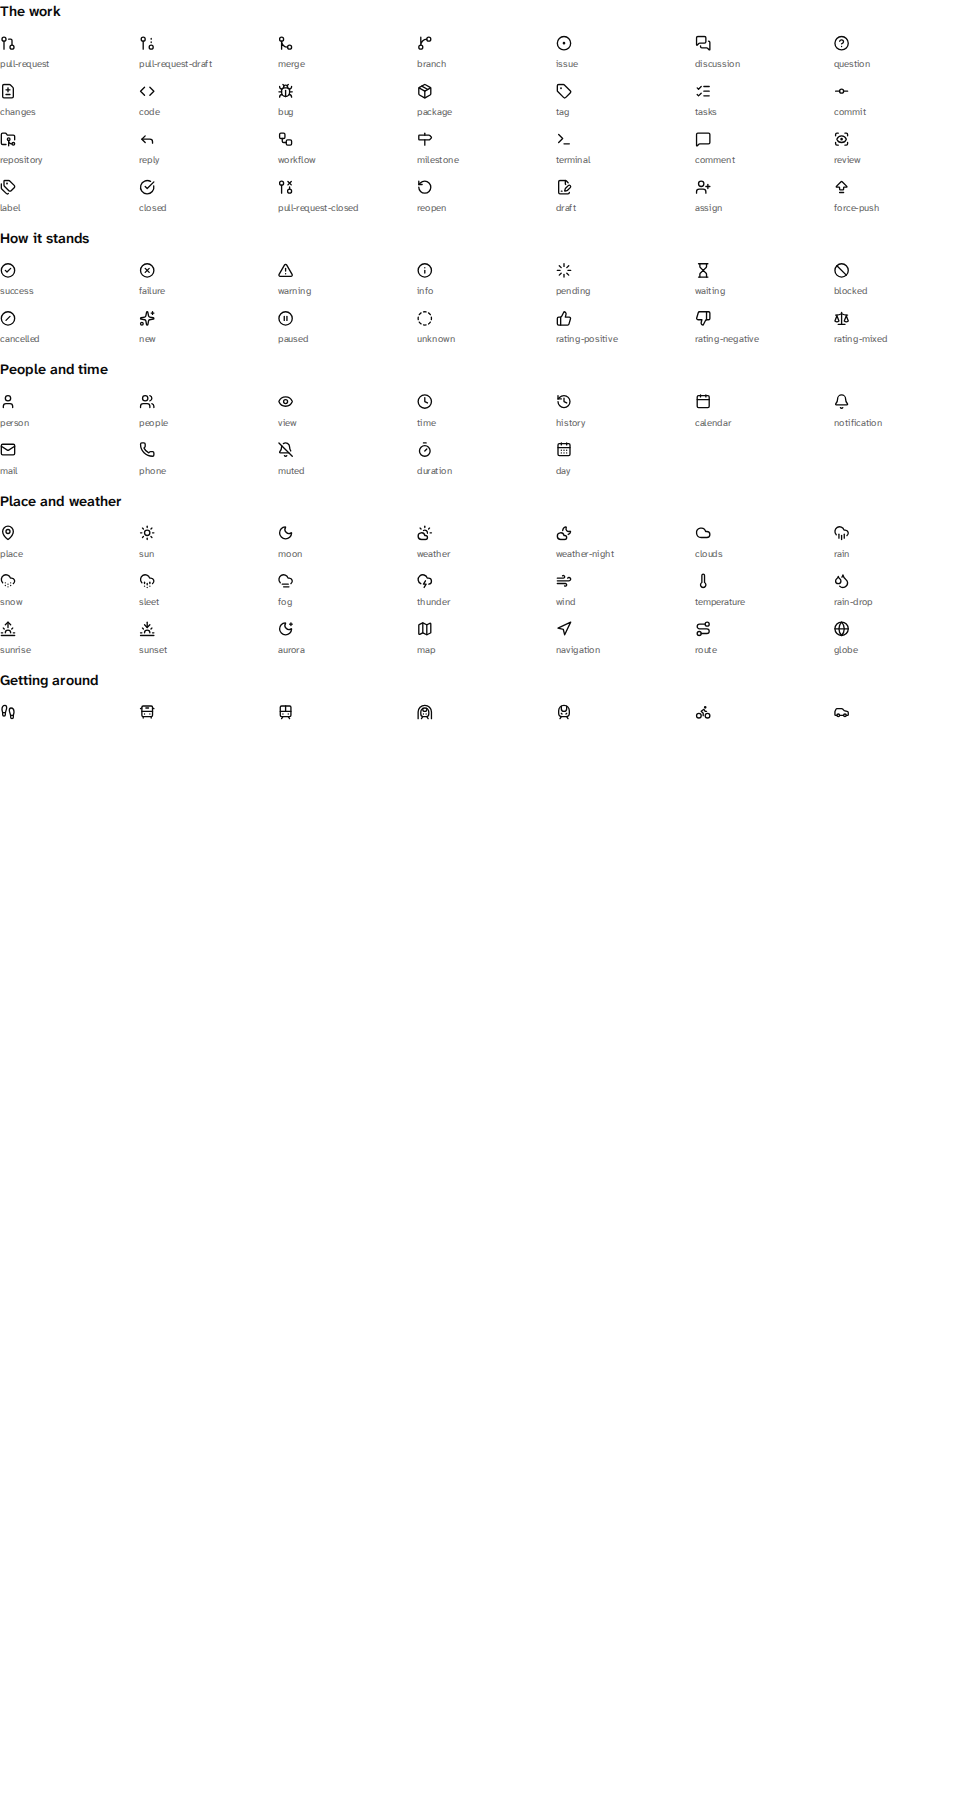 The work
pull-request pull-request-draft merge branch issue discussion question
changes code bug package tag tasks commit
repository reply workflow milestone terminal comment review
label closed pull-request-closed reopen draft assign force-push
How it stands
success failure warning info pending waiting blocked
cancelled new paused unknown rating-positive rating-negative rating-mixed
People and time
person people view time history calendar notification
mail phone muted duration day
Place and weather
place sun moon weather weather-night clouds rain
snow sleet fog thunder wind temperature rain-drop
sunrise sunset aurora map navigation route globe
Getting around